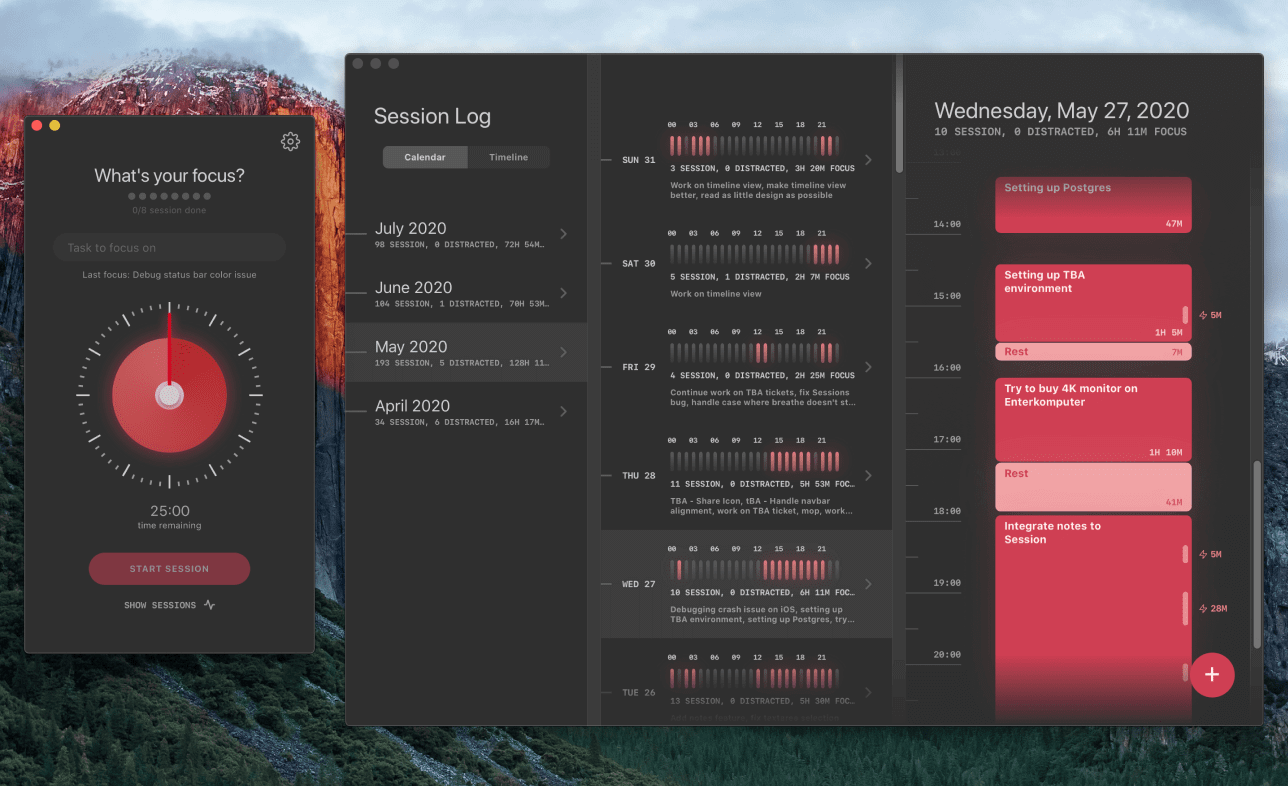 What's your focus?
0/8 session done
Task to focus on
Last focus: Debug status bar color issue
25:00
time remaining
START SESSION
SHOW SESSIONS
Session Log
Calendar
Timeline
July 2020
98 SESSION, 0 DISTRACTED, 72H 54M…
June 2020
104 SESSION, 1 DISTRACTED, 70H 53M…
May 2020
193 SESSION, 5 DISTRACTED, 128H 11…
April 2020
34 SESSION, 6 DISTRACTED, 16H 17M…
00 03 06 09 12 15 18 21
SUN 31
3 SESSION, 0 DISTRACTED, 3H 20M FOCUS
Work on timeline view, make timeline view
better, read as little design as possible
00 03 06 09 12 15 18 21
SAT 30
5 SESSION, 1 DISTRACTED, 2H 7M FOCUS
Work on timeline view
00 03 06 09 12 15 18 21
FRI 29
4 SESSION, 0 DISTRACTED, 2H 25M FOCUS
Continue work on TBA tickets, fix Sessions
bug, handle case where breathe doesn't st…
00 03 06 09 12 15 18 21
THU 28
11 SESSION, 0 DISTRACTED, 5H 53M FOC…
TBA - Share Icon, tBA - Handle navbar
alignment, work on TBA ticket, mop, work…
00 03 06 09 12 15 18 21
WED 27
10 SESSION, 0 DISTRACTED, 6H 11M FOC…
Debugging crash issue on iOS, setting up
TBA environment, setting up Postgres, try…
00 03 06 09 12 15 18 21
TUE 26
13 SESSION, 0 DISTRACTED, 5H 30M FOC…
Wednesday, May 27, 2020
10 SESSION, 0 DISTRACTED, 6H 11M FOCUS
Setting up Postgres
47M
14:00
Setting up TBA
environment
15:00
5M
1H 5M
Rest
7M
16:00
Try to buy 4K monitor on
Enterkomputer
17:00
1H 10M
Rest
41M
18:00
Integrate notes to
Session
5M
19:00
28M
20:00